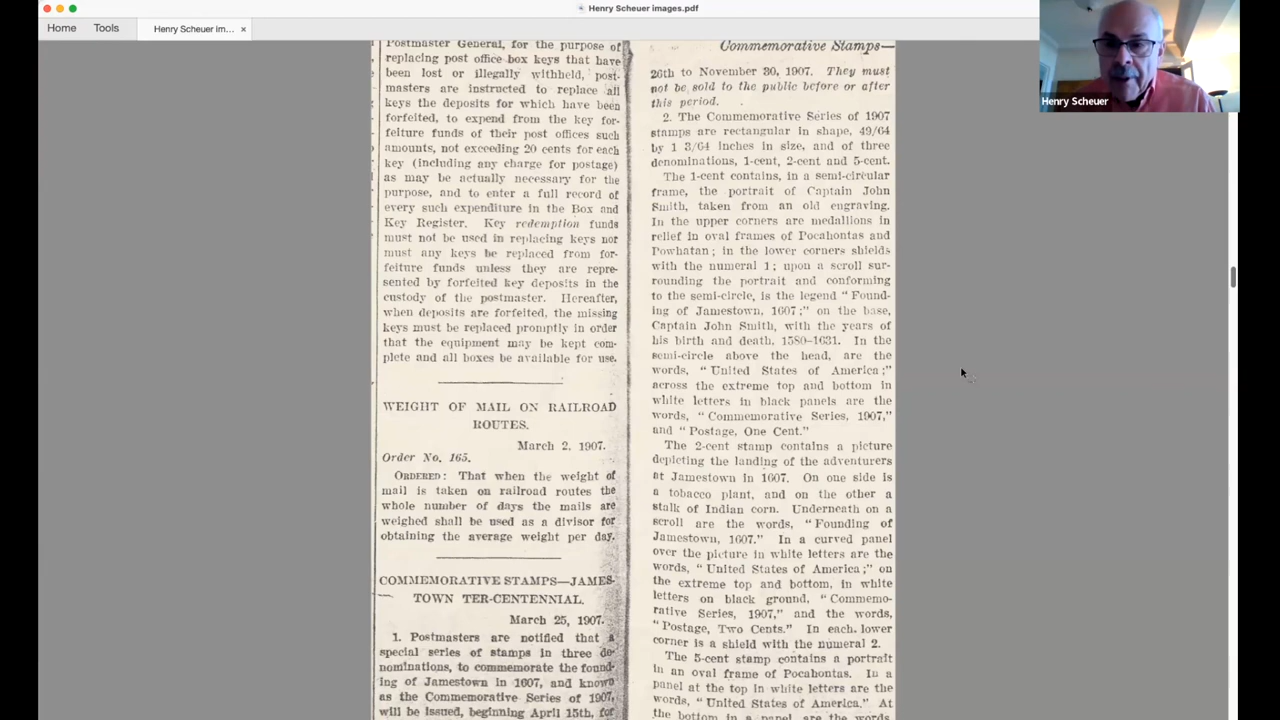 Henry Scheuer images.pdf
Home
Tools
Henry Scheuer im...
×
Henry Scheuer
Postmaster General, for the purpose of
replacing post office box keys that have
been lost or illegally withheld, post-
masters are instructed to replace all
keys the deposits for which have been
forfeited, to expend from the key for-
feiture funds of their post offices such
amounts, not exceeding 20 cents for each
key (including any charge for postage)
as may be actually necessary for the
purpose, and to enter a full record of
every such expenditure in the Box and
Key Register. Key redemption funds
must not be used in replacing keys nor
must any keys be replaced from for-
feiture funds unless they are repre-
sented by forfeited key deposits in the
custody of the postmaster. Hereafter,
when deposits are forfeited, the missing
keys must be replaced promptly in order
that the equipment may be kept com-
plete and all boxes be available for use.
WEIGHT OF MAIL ON RAILROAD
ROUTES.
March 2, 1907.
Order No. 165.
ORDERED: That when the weight of
mail is taken on railroad routes the
whole number of days the mails are
weighed shall be used as a divisor for
obtaining the average weight per day.
COMMEMORATIVE STAMPS—JAMES-
TOWN TER-CENTENNIAL.
March 25, 1907.
1. Postmasters are notified that a
special series of stamps in three de-
nominations, to commemorate the found-
ing of Jamestown in 1607, and known
as the Commemorative Series of 1907,
will be issued, beginning April 15th, for
Commemorative Stamps—
26th to November 30, 1907. They must
not be sold to the public before or after
this period.
2. The Commemorative Series of 1907
stamps are rectangular in shape, 49/64
by 1 3/64 inches in size, and of three
denominations, 1-cent, 2-cent and 5-cent.
The 1-cent contains, in a semi-circular
frame, the portrait of Captain John
Smith, taken from an old engraving.
In the upper corners are medallions in
relief in oval frames of Pocahontas and
Powhatan; in the lower corners shields
with the numeral 1; upon a scroll sur-
rounding the portrait and conforming
to the semi-circle, is the legend "Found-
ing of Jamestown, 1607;" on the base,
Captain John Smith, with the years of
his birth and death, 1580-1631. In the
semi-circle above the head, are the
words, "United States of America;"
across the extreme top and bottom in
white letters in black panels are the
words, "Commemorative Series, 1907,"
and "Postage, One Cent."
The 2-cent stamp contains a picture
depicting the landing of the adventurers
at Jamestown in 1607. On one side is
a tobacco plant, and on the other a
stalk of Indian corn. Underneath on a
scroll are the words, "Founding of
Jamestown, 1607." In a curved panel
over the picture in white letters are the
words, "United States of America;" on
the extreme top and bottom, in white
letters on black ground, "Commemo-
rative Series, 1907," and the words,
"Postage, Two Cents." In each lower
corner is a shield with the numeral 2.
The 5-cent stamp contains a portrait
in an oval frame of Pocahontas. In a
panel at the top in white letters are the
words, "United States of America." At
the bottom in a panel, are the words